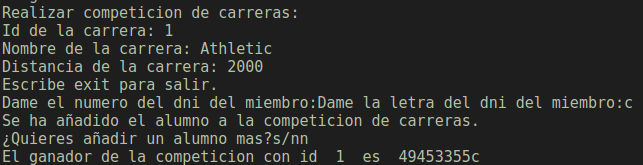 Realizar competicion de carreras:
Id de la carrera: 1
Nombre de la carrera: Athletic
Distancia de la carrera: 2000
Escribe exit para salir.
Dame el numero del dni del miembro:Dame la letra del dni del miembro:c
Se ha añadido el alumno a la competicion de carreras.
¿Quieres añadir un alumno mas?s/nn
El ganador de la competicion con id  1  es  49453355c